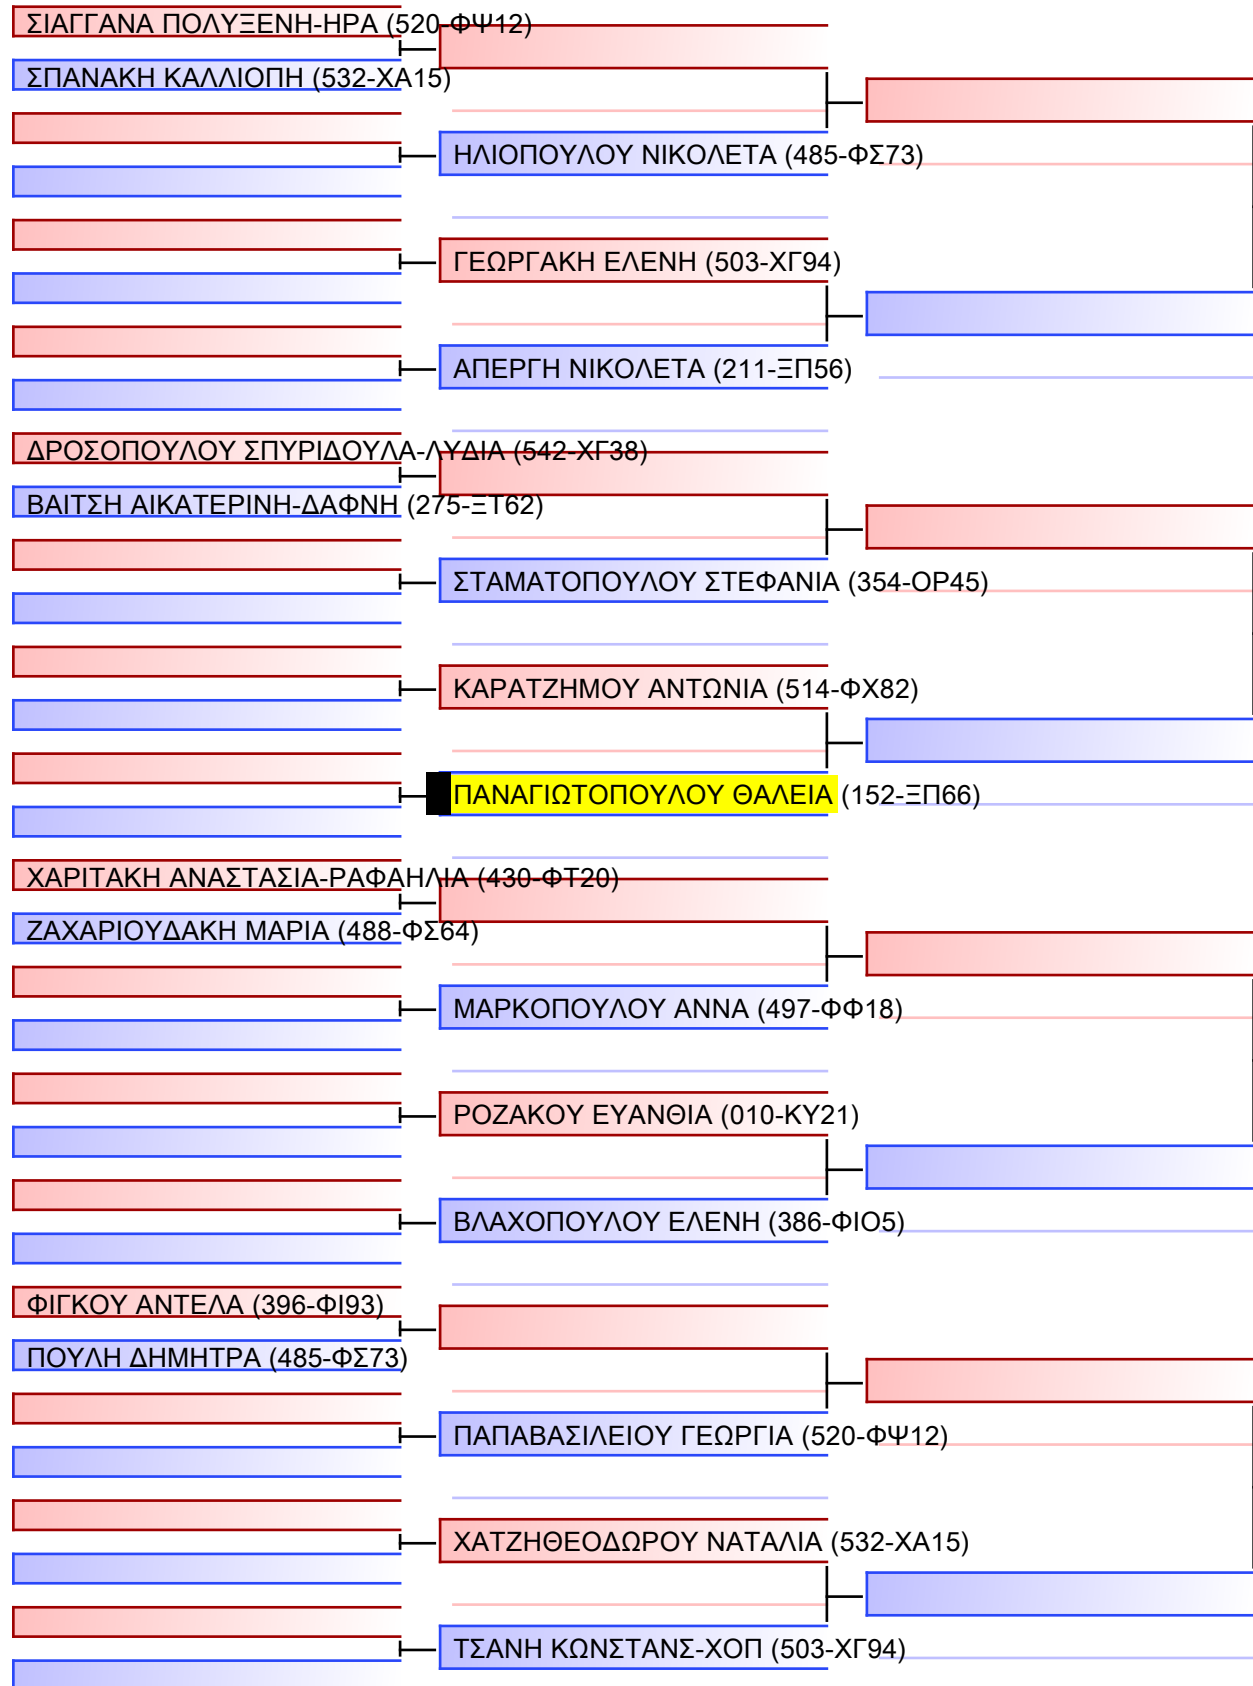 ΣΙΑΓΓΑΝΑ ΠΟΛΥΞΕΝΗ-ΗΡΑ (520-ΦΨ12)
ΣΠΑΝΑΚΗ ΚΑΛΛΙΟΠΗ (532-ΧΑ15)
ΗΛΙΟΠΟΥΛΟΥ ΝΙΚΟΛΕΤΑ (485-ΦΣ73)
ΓΕΩΡΓΑΚΗ ΕΛΕΝΗ (503-ΧΓ94)
ΑΠΕΡΓΗ ΝΙΚΟΛΕΤΑ (211-ΞΠ56)
ΔΡΟΣΟΠΟΥΛΟΥ ΣΠΥΡΙΔΟΥΛΑ-ΛΥΔΙΑ (542-ΧΓ38)
ΒΑΙΤΣΗ ΑΙΚΑΤΕΡΙΝΗ-ΔΑΦΝΗ (275-ΞΤ62)
ΣΤΑΜΑΤΟΠΟΥΛΟΥ ΣΤΕΦΑΝΙΑ (354-ΟΡ45)
ΚΑΡΑΤΖΗΜΟΥ ΑΝΤΩΝΙΑ (514-ΦΧ82)
ΠΑΝΑΓΙΩΤΟΠΟΥΛΟΥ ΘΑΛΕΙΑ (152-ΞΠ66)
ΧΑΡΙΤΑΚΗ ΑΝΑΣΤΑΣΙΑ-ΡΑΦΑΗΛΙΑ (430-ΦΤ20)
ΖΑΧΑΡΙΟΥΔΑΚΗ ΜΑΡΙΑ (488-ΦΣ64)
ΜΑΡΚΟΠΟΥΛΟΥ ΑΝΝΑ (497-ΦΦ18)
ΡΟΖΑΚΟΥ ΕΥΑΝΘΙΑ (010-ΚΥ21)
ΒΛΑΧΟΠΟΥΛΟΥ ΕΛΕΝΗ (386-ΦΙΟ5)
ΦΙΓΚΟΥ ΑΝΤΕΛΑ (396-ΦΙ93)
ΠΟΥΛΗ ΔΗΜΗΤΡΑ (485-ΦΣ73)
ΠΑΠΑΒΑΣΙΛΕΙΟΥ ΓΕΩΡΓΙΑ (520-ΦΨ12)
ΧΑΤΖΗΘΕΟΔΩΡΟΥ ΝΑΤΑΛΙΑ (532-ΧΑ15)
ΤΣΑΝΗ ΚΩΝΣΤΑΝΣ-ΧΟΠ (503-ΧΓ94)